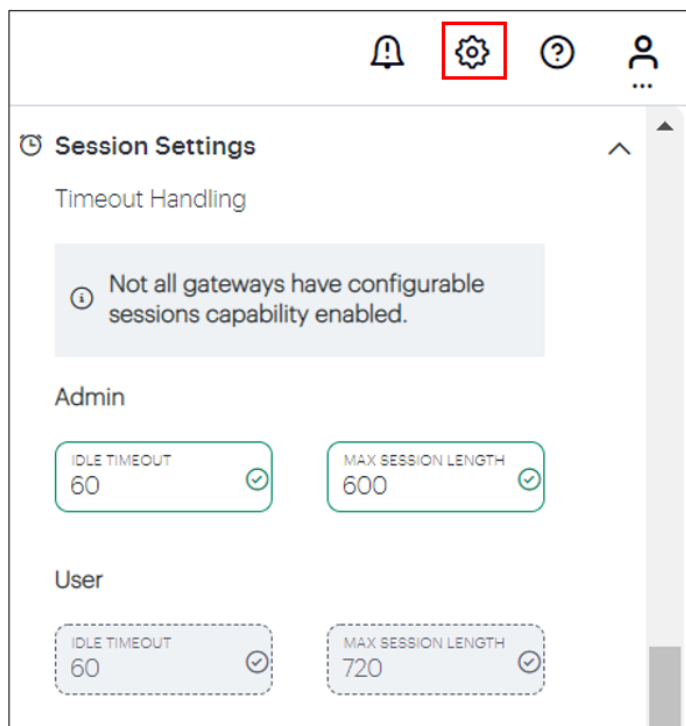 Session Settings
Timeout Handling
Not all gateways have configurable
sessions capability enabled.
Admin
IDLE TIMEOUT
60
MAX SESSION LENGTH
600
User
IDLE TIMEOUT
60
MAX SESSION LENGTH
720